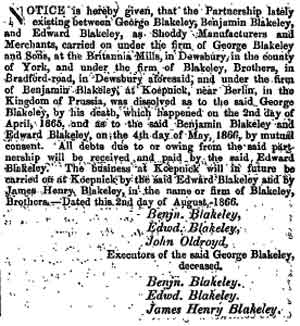 NOTICE is hereby given, that the Partnership lately
existing between George Blakeley, Benjamin Blakeley,
and Edward Blakeley, as Shoddy Manufacturers and
Merchants, carried on under the firm of George Blakeley
and Sons, at the Britannia Mills, in Dewsbury, in the county
of York, and under the firm of Blakeley, Brothers, in
Bradford-road, in Dewsbury aforesaid, and under the firm
of Benjamin Blakeley, at Koepnick, near Berlin, in the
Kingdom of Prussia, was dissolved as to the said George
Blakeley, by his death, which happened on the 2nd day of
April, 1865, and as to the said Benjamin Blakeley and
Edward Blakeley, on the 4th day of May, 1866, by mutual
consent. All debts due to or owing from the said part-
nership will be received and paid by the said Edward
Blakeley. The business at Koepnick will in future be
carried on at Koepnick by the said Edward Blakeley and by
James Henry Blakeley, in the name or firm of Blakeley,
Brothers.—Dated this 2nd day of August, 1866.
Benjn. Blakeley.
Edwd. Blakeley.
John Oldroyd,
Executors of the said George Blakeley,
deceased.
Benjn. Blakeley.
Edwd. Blakeley.
James Henry Blakeley.